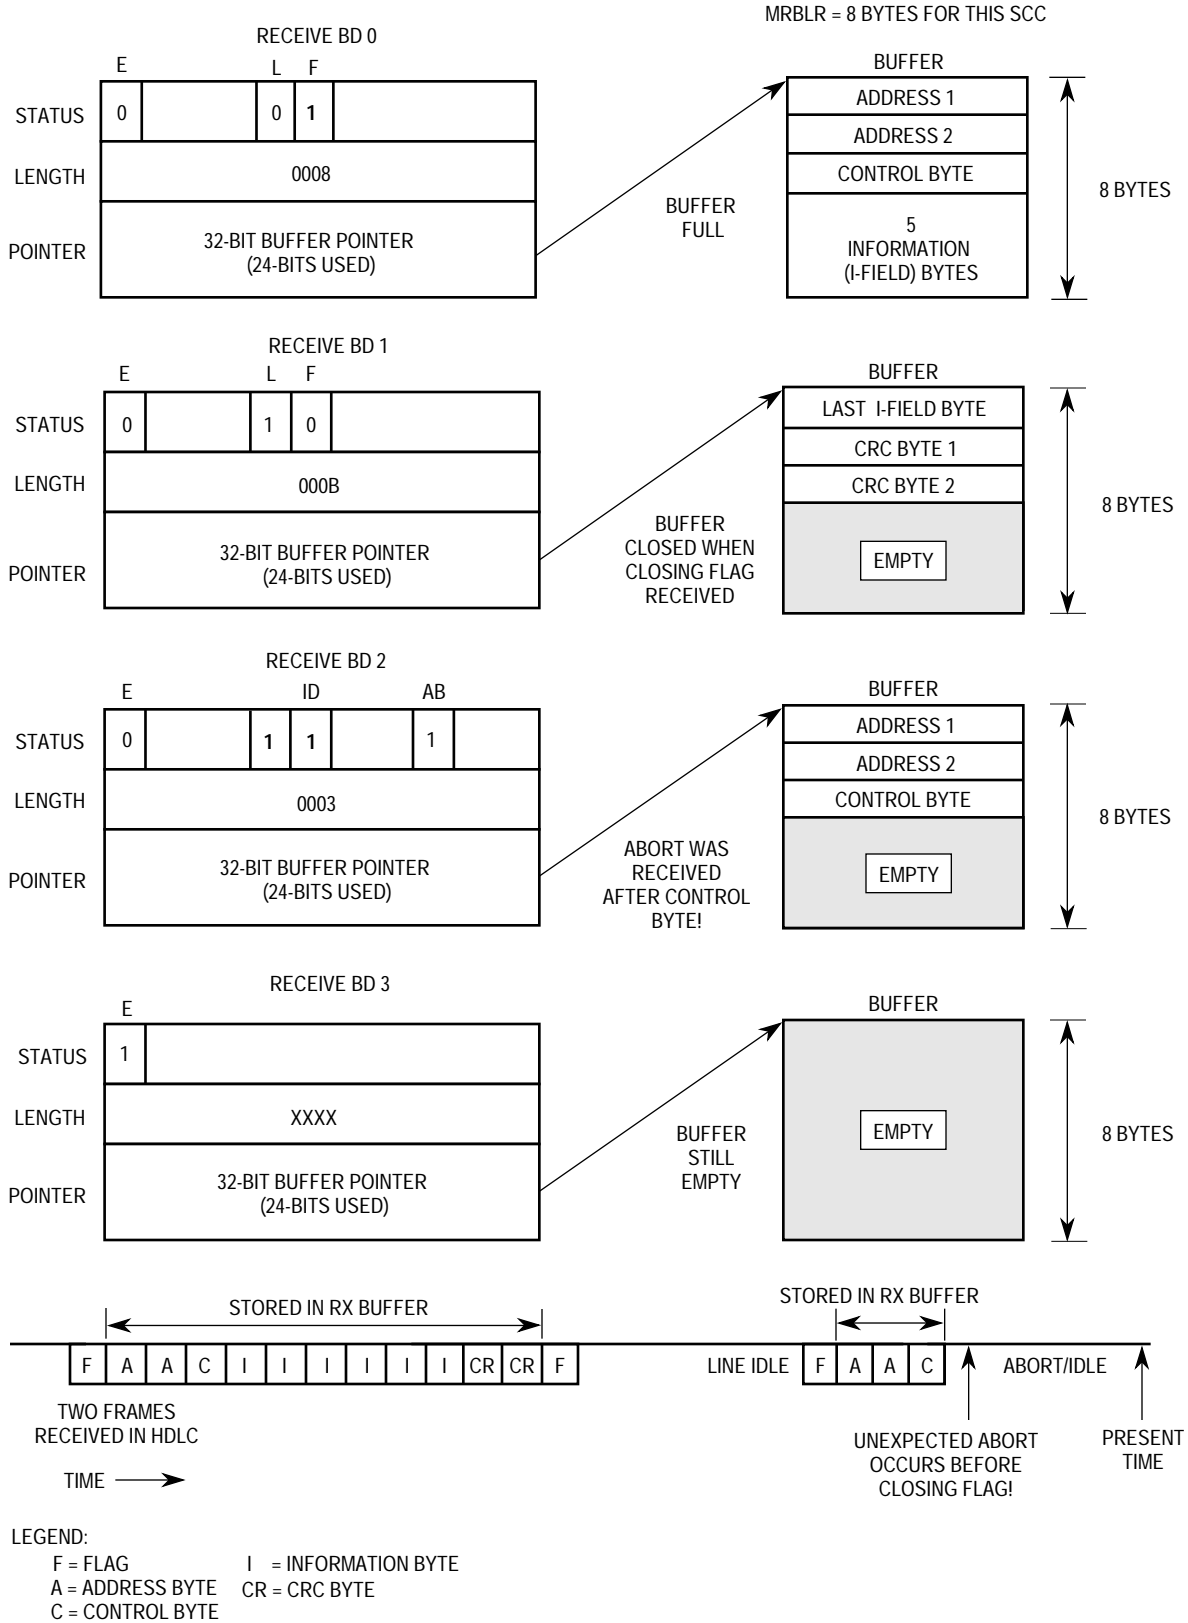 MRBLR = 8 BYTES FOR THIS SCC
RECEIVE BD 0
E L F
STATUS 0 0 1
LENGTH 0008
POINTER 32-BIT BUFFER POINTER
(24-BITS USED)
BUFFER
FULL
BUFFER
ADDRESS 1
ADDRESS 2
CONTROL BYTE
5
INFORMATION
(I-FIELD) BYTES
8 BYTES
RECEIVE BD 1
E L F
STATUS 0 1 0
LENGTH 000B
POINTER 32-BIT BUFFER POINTER
(24-BITS USED)
BUFFER
CLOSED WHEN
CLOSING FLAG
RECEIVED
BUFFER
LAST I-FIELD BYTE
CRC BYTE 1
CRC BYTE 2
EMPTY
8 BYTES
RECEIVE BD 2
E ID AB
STATUS 0 1 1 1
LENGTH 0003
POINTER 32-BIT BUFFER POINTER
(24-BITS USED)
ABORT WAS
RECEIVED
AFTER CONTROL
BYTE!
BUFFER
ADDRESS 1
ADDRESS 2
CONTROL BYTE
EMPTY
8 BYTES
RECEIVE BD 3
E
STATUS 1
LENGTH XXXX
POINTER 32-BIT BUFFER POINTER
(24-BITS USED)
BUFFER
STILL
EMPTY
BUFFER
EMPTY
8 BYTES
STORED IN RX BUFFER
STORED IN RX BUFFER
F A A C I I I I I I CR CR F
LINE IDLE F A A C ABORT/IDLE
TWO FRAMES
RECEIVED IN HDLC
TIME
UNEXPECTED ABORT
OCCURS BEFORE
CLOSING FLAG!
PRESENT
TIME
LEGEND:
F = FLAG I = INFORMATION BYTE
A = ADDRESS BYTE CR = CRC BYTE
C = CONTROL BYTE